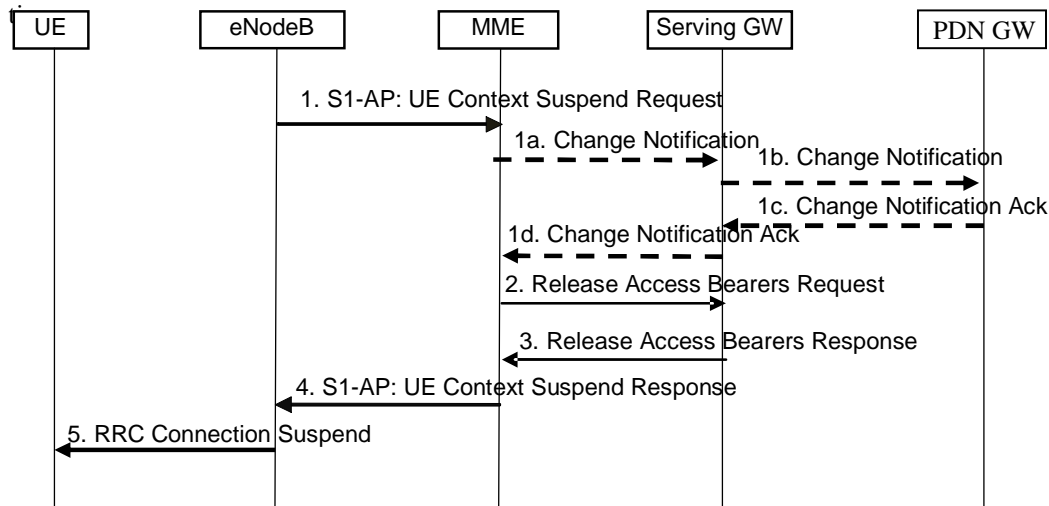 ti
UE
eNodeB
MME
Serving GW
PDN GW
1. S1-AP: UE Context Suspend Request
1a. Change Notification
1b. Change Notification
1c. Change Notification Ack
1d. Change Notification Ack
2. Release Access Bearers Request
3. Release Access Bearers Response
4. S1-AP: UE Context Suspend Response
5. RRC Connection Suspend